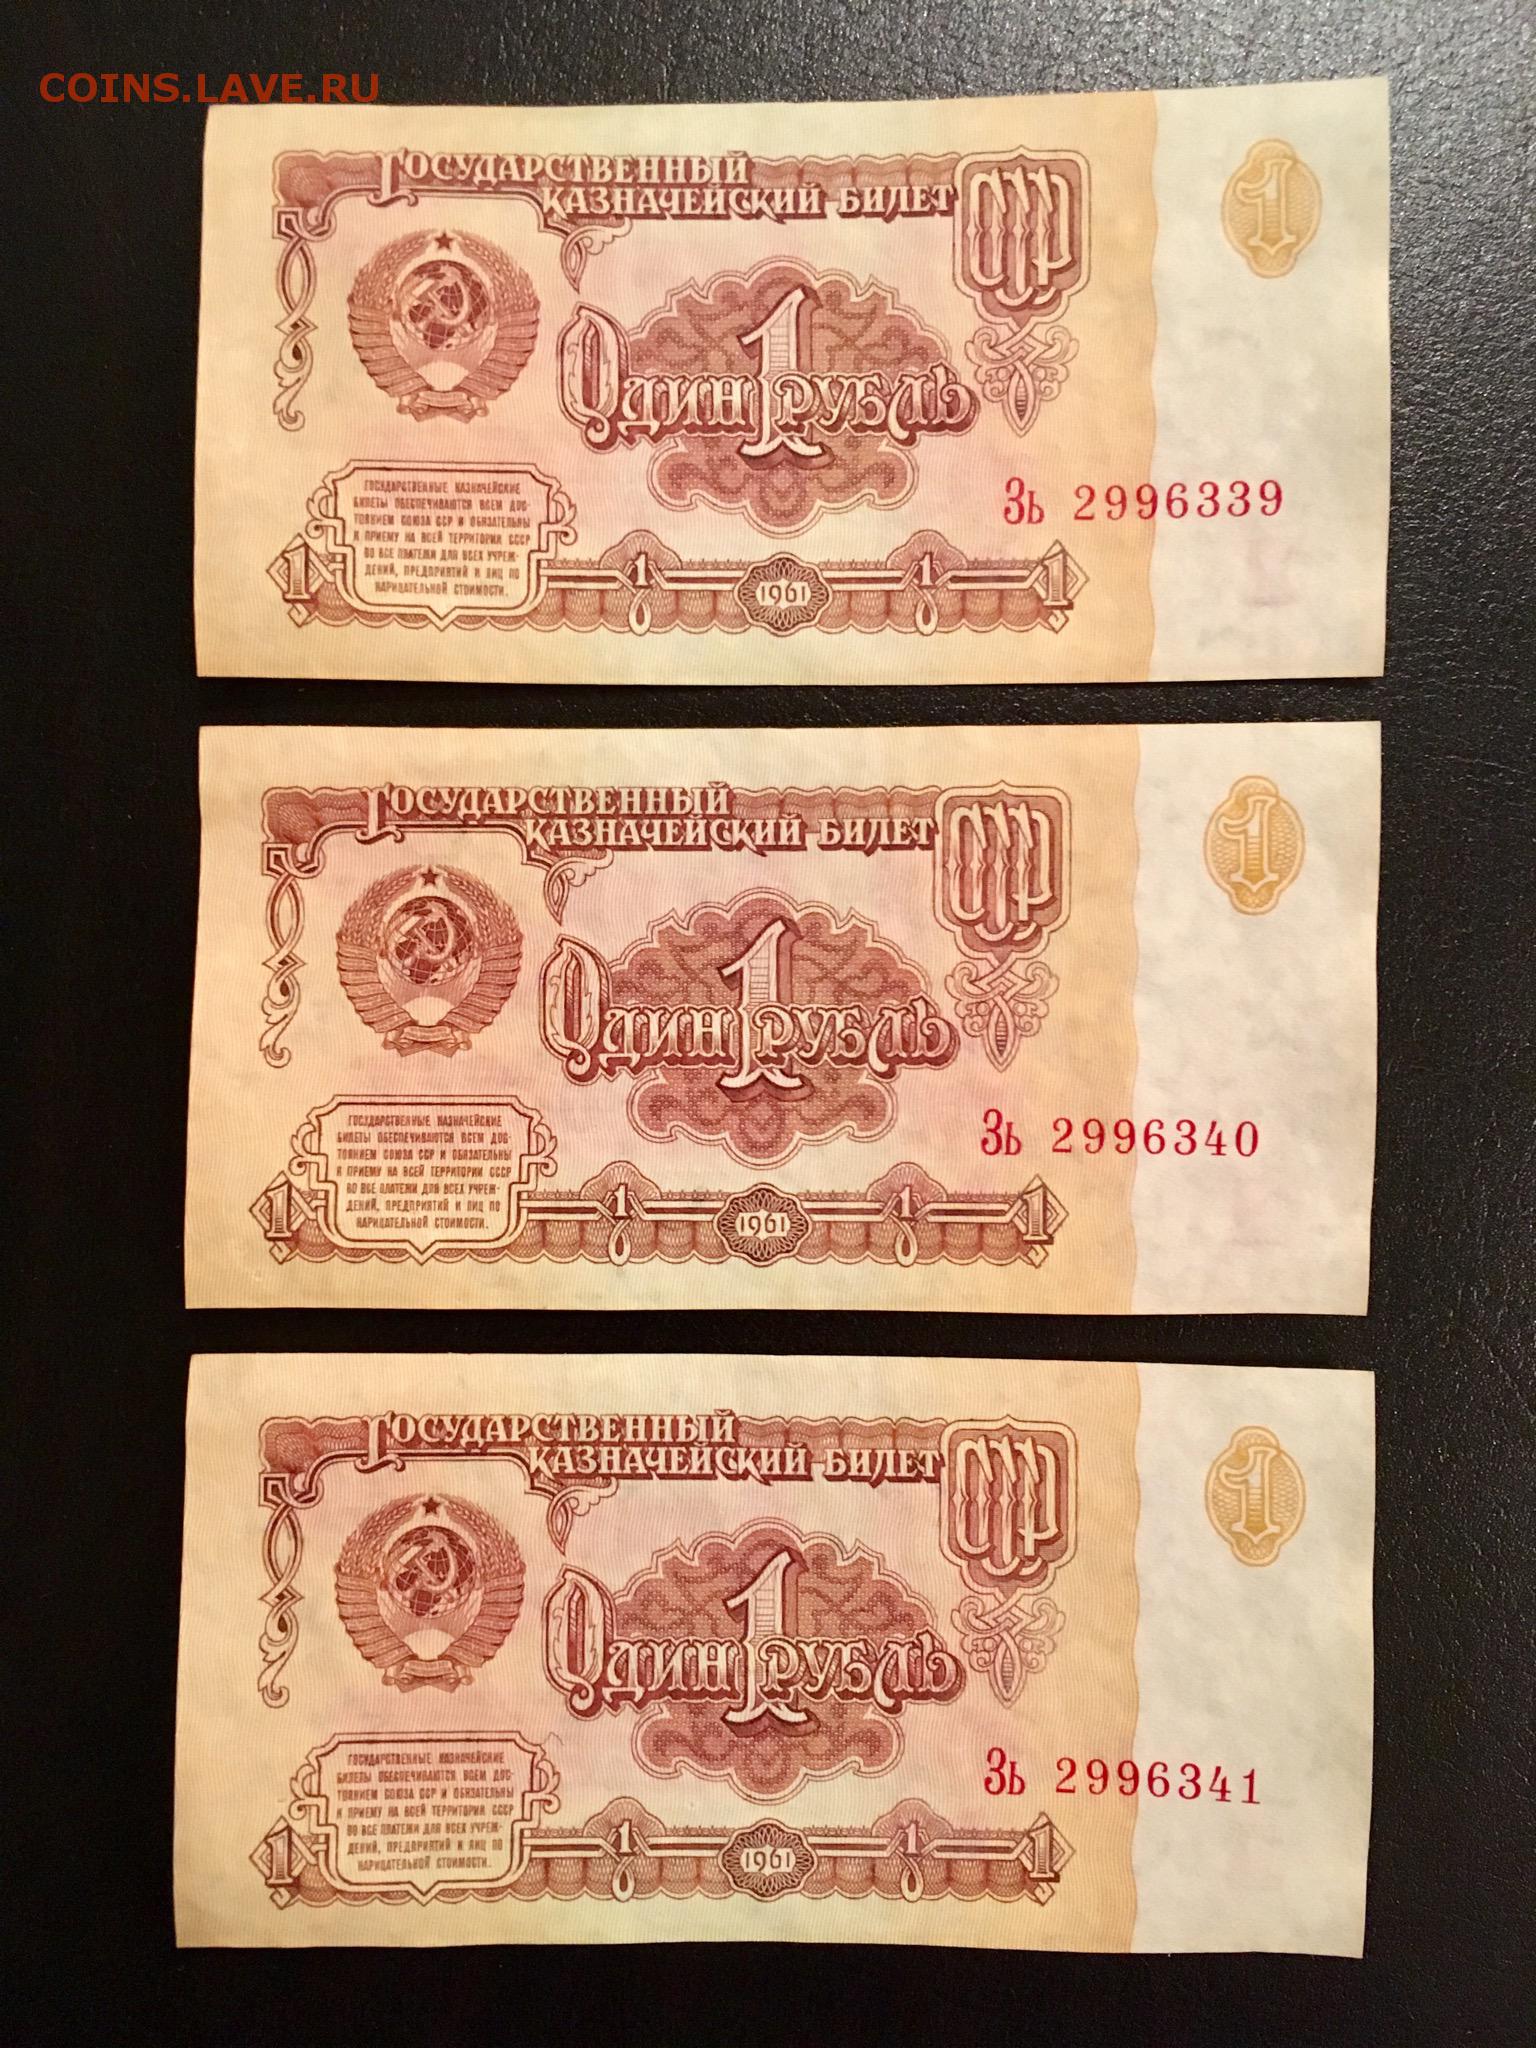 COINS.LAVE.RU
ГОСУДАРСТВЕННЫЙ
КАЗНАЧЕЙСКИЙ БИЛЕТ
СССР
1
ОДИН 1 РУБЛЬ
Зь 2996339
ГОСУДАРСТВЕННЫЕ КАЗНАЧЕЙСКИЕ
БИЛЕТЫ ОБЕСПЕЧИВАЮТСЯ ВСЕМ ДОС-
ТОЯНИЕМ СОЮЗА ССР И ОБЯЗАТЕЛЬНЫ
К ПРИЕМУ НА ВСЕЙ ТЕРРИТОРИИ СССР
ВО ВСЕ ПЛАТЕЖИ ДЛЯ ВСЕХ УЧРЕЖ-
ДЕНИЙ, ПРЕДПРИЯТИЙ И ЛИЦ ПО
НАРИЦАТЕЛЬНОЙ СТОИМОСТИ.
1 1 1961 1 1
ГОСУДАРСТВЕННЫЙ
КАЗНАЧЕЙСКИЙ БИЛЕТ
СССР
1
ОДИН 1 РУБЛЬ
Зь 2996340
ГОСУДАРСТВЕННЫЕ КАЗНАЧЕЙСКИЕ
БИЛЕТЫ ОБЕСПЕЧИВАЮТСЯ ВСЕМ ДОС-
ТОЯНИЕМ СОЮЗА ССР И ОБЯЗАТЕЛЬНЫ
К ПРИЕМУ НА ВСЕЙ ТЕРРИТОРИИ СССР
ВО ВСЕ ПЛАТЕЖИ ДЛЯ ВСЕХ УЧРЕЖ-
ДЕНИЙ, ПРЕДПРИЯТИЙ И ЛИЦ ПО
НАРИЦАТЕЛЬНОЙ СТОИМОСТИ.
1 1 1961 1 1
ГОСУДАРСТВЕННЫЙ
КАЗНАЧЕЙСКИЙ БИЛЕТ
СССР
1
ОДИН 1 РУБЛЬ
Зь 2996341
ГОСУДАРСТВЕННЫЕ КАЗНАЧЕЙСКИЕ
БИЛЕТЫ ОБЕСПЕЧИВАЮТСЯ ВСЕМ ДОС-
ТОЯНИЕМ СОЮЗА ССР И ОБЯЗАТЕЛЬНЫ
К ПРИЕМУ НА ВСЕЙ ТЕРРИТОРИИ СССР
ВО ВСЕ ПЛАТЕЖИ ДЛЯ ВСЕХ УЧРЕЖ-
ДЕНИЙ, ПРЕДПРИЯТИЙ И ЛИЦ ПО
НАРИЦАТЕЛЬНОЙ СТОИМОСТИ.
1 1 1961 1 1